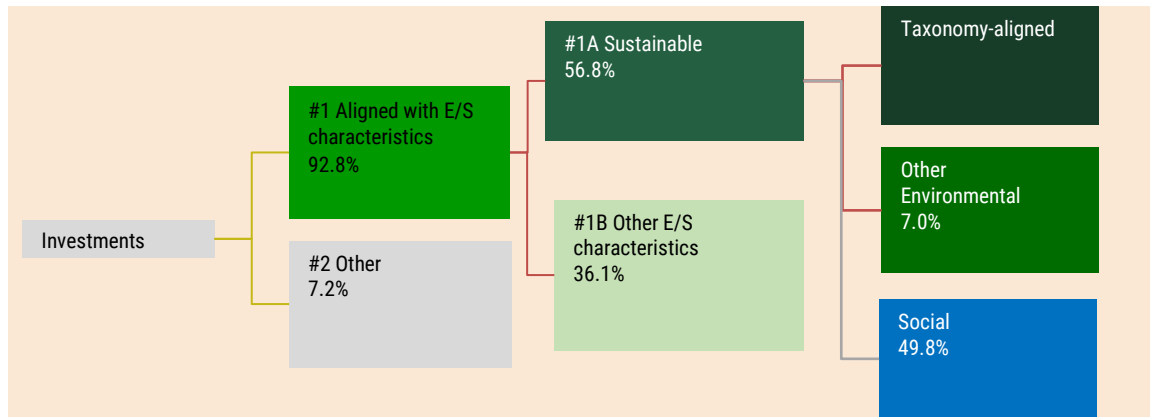 Investments
#1 Aligned with E/S
characteristics
92.8%
#2 Other
7.2%
#1A Sustainable
56.8%
#1B Other E/S
characteristics
36.1%
Taxonomy-aligned
Other
Environmental
7.0%
Social
49.8%